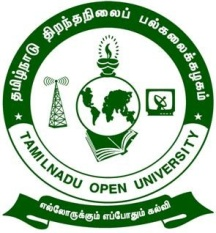 தமிழ்நாடு திறந்தநிலைப் பல்கலைக்கழகம்
TAMILNADU OPEN UNIVERSITY
எல்லோருக்கும் எப்போதும் கல்வி